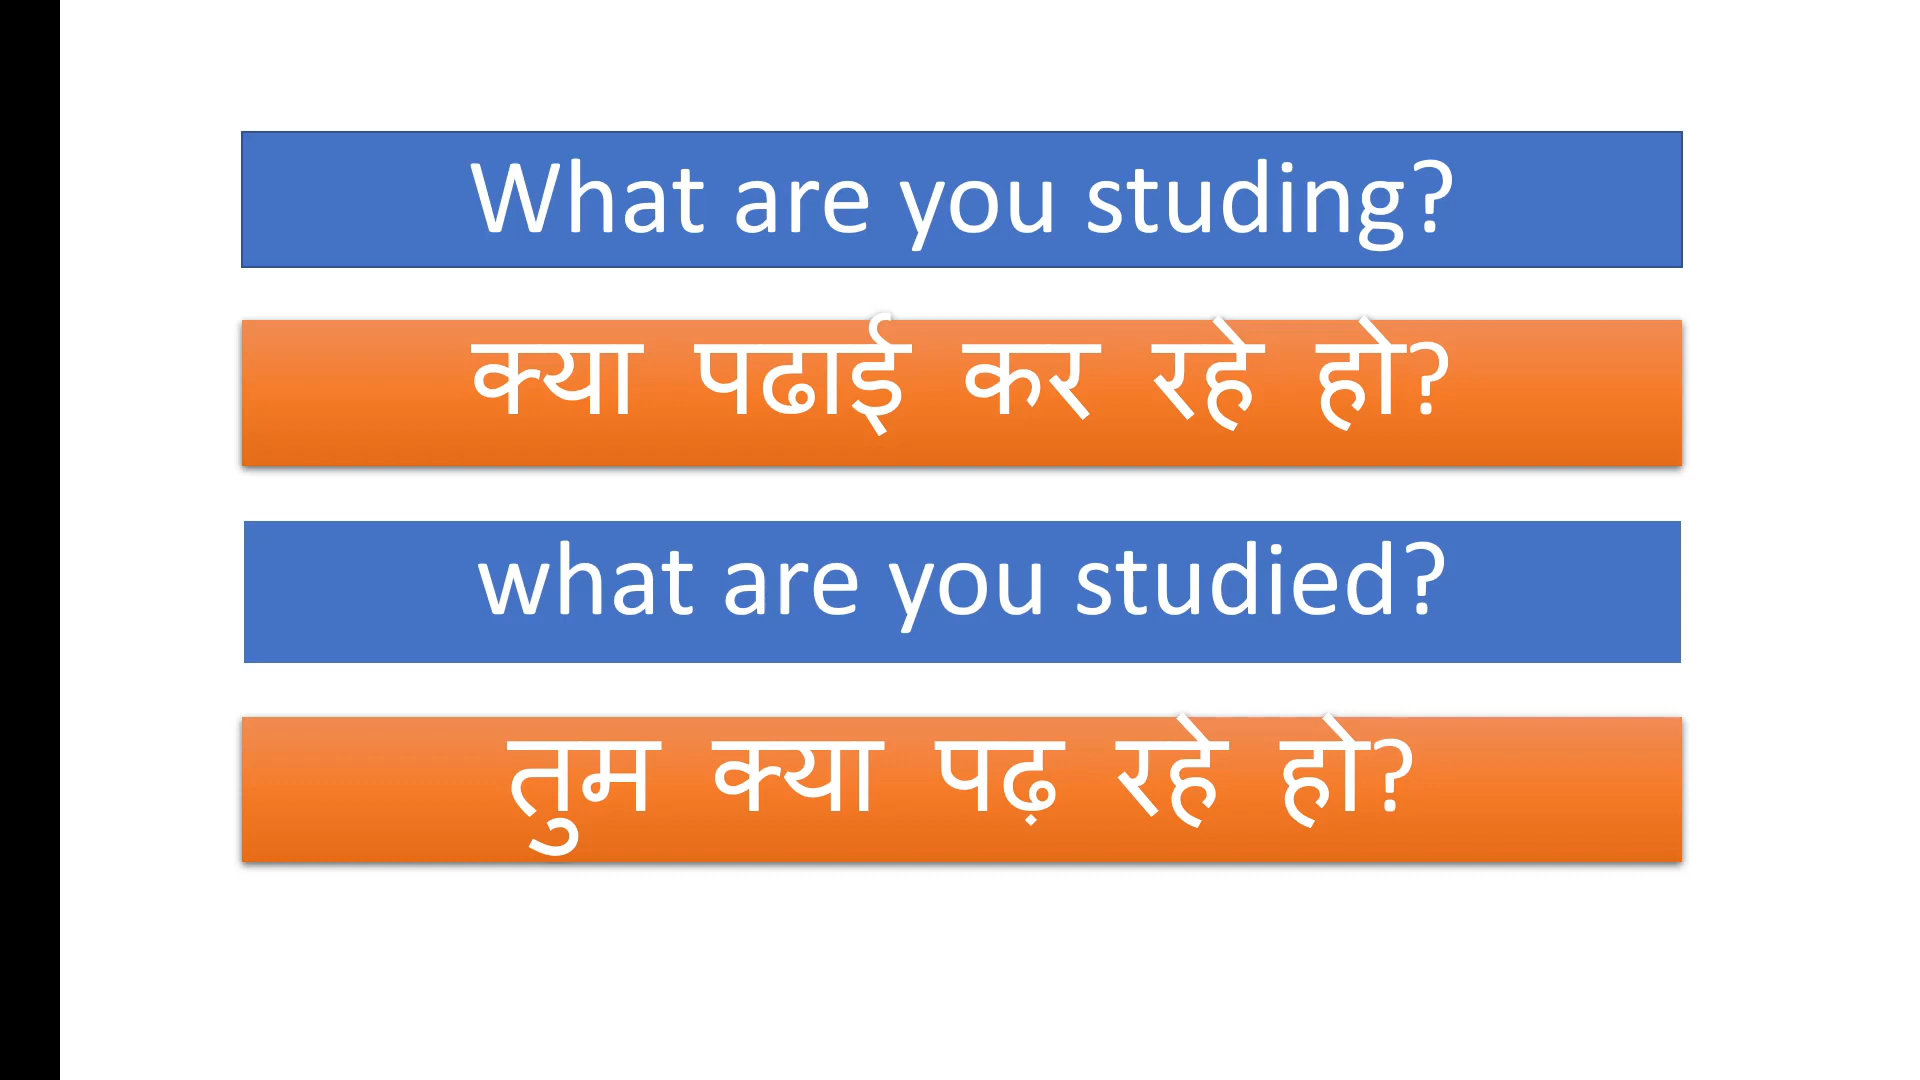 What are you studing?
क्या पढाई कर रहे हो?
what are you studied?
तुम क्या पढ़ रहे हो?